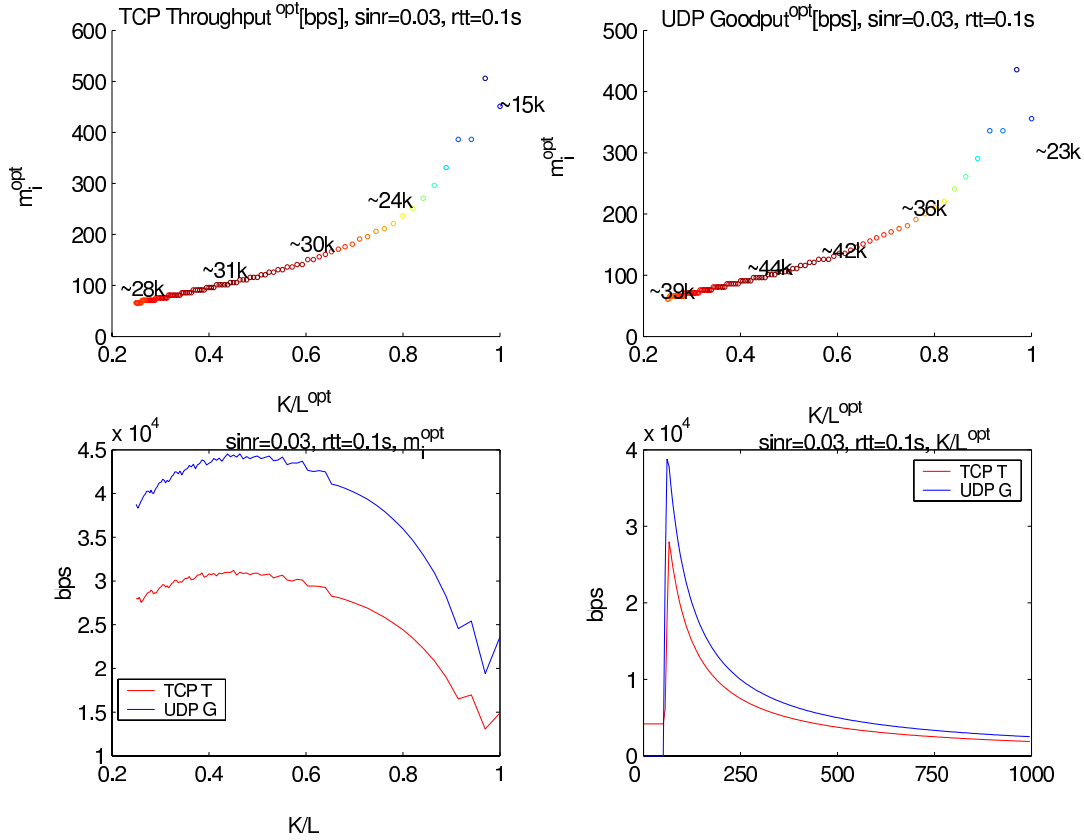 TCP Throughput opt[bps], sinr=0.03, rtt=0.1s
600
500
400
300
200
100
0
m_i^opt
~15k
~24k
~30k
~31k
~28k
0.2 0.4 0.6 0.8 1
K/L^opt
UDP Goodput^opt[bps], sinr=0.03, rtt=0.1s
500
400
300
200
100
0
m_i^opt
~23k
~36k
~42k
~44k
~39k
0.2 0.4 0.6 0.8 1
K/L^opt
sinr=0.03, rtt=0.1s, m_i^opt
x 10^4
4.5
4
3.5
3
2.5
2
1.5
1
bps
TCP T
UDP G
0.2 0.4 0.6 0.8 1
K/L
sinr=0.03, rtt=0.1s, K/L^opt
x 10^4
4
3
2
1
0
bps
TCP T
UDP G
0 250 500 750 1000